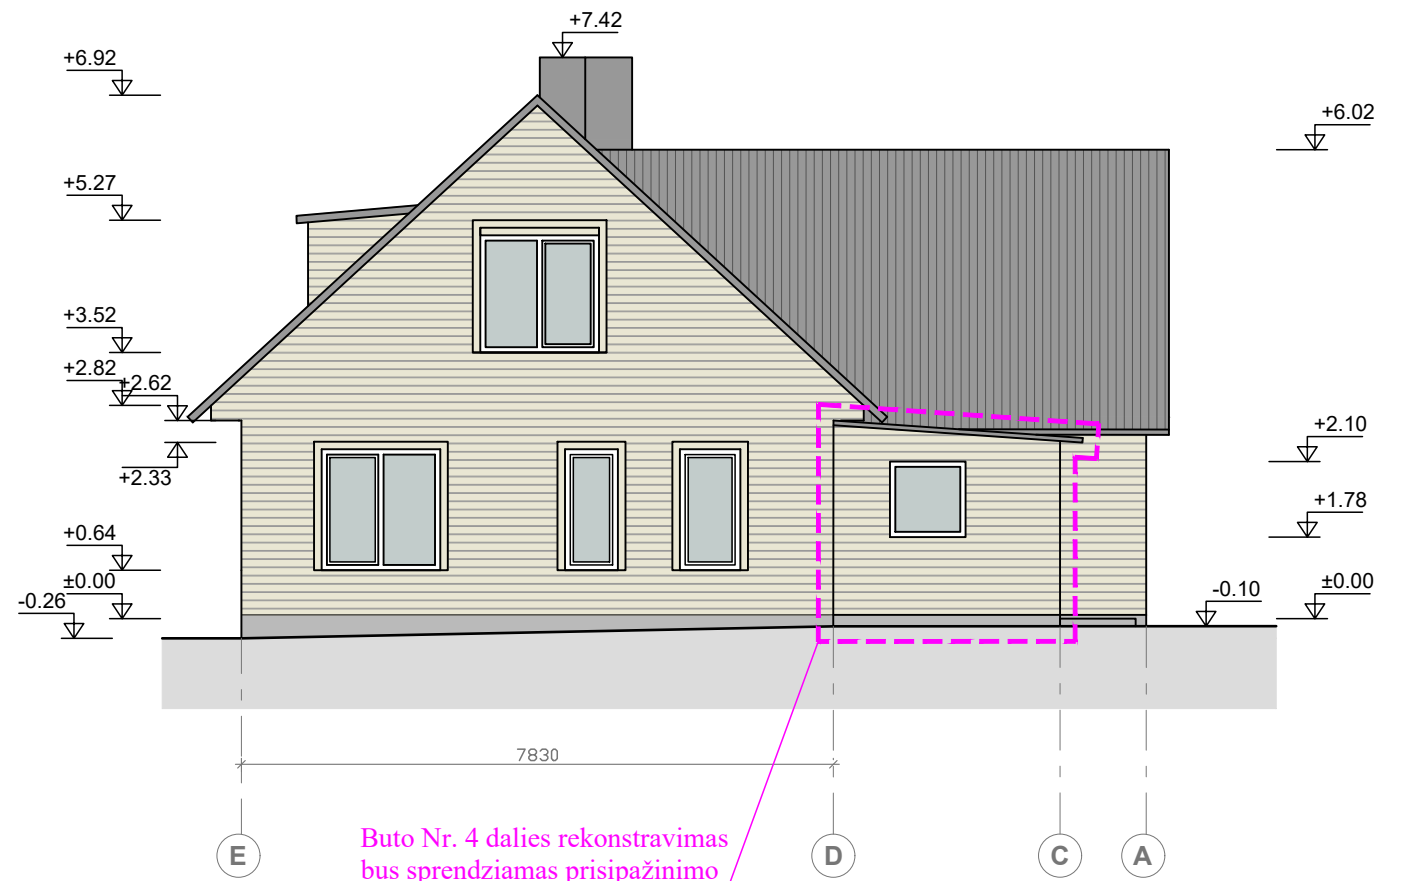 +7.42
+6.92
+6.02
+5.27
+3.52
+2.82
+2.62
+2.33
+2.10
+1.78
+0.64
±0.00
±0.00
-0.26
-0.10
7830
Buto Nr. 4 dalies rekonstravimas
bus sprendziamas prisipažinimo
E
D
C
A